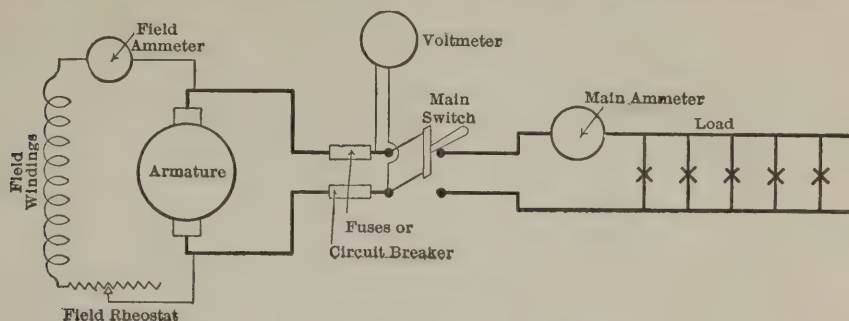 Field
Ammeter
Voltmeter
Main
Switch
Main Ammeter
Load
Field
Windings
Armature
Fuses or
Circuit Breaker
Field Rheostat